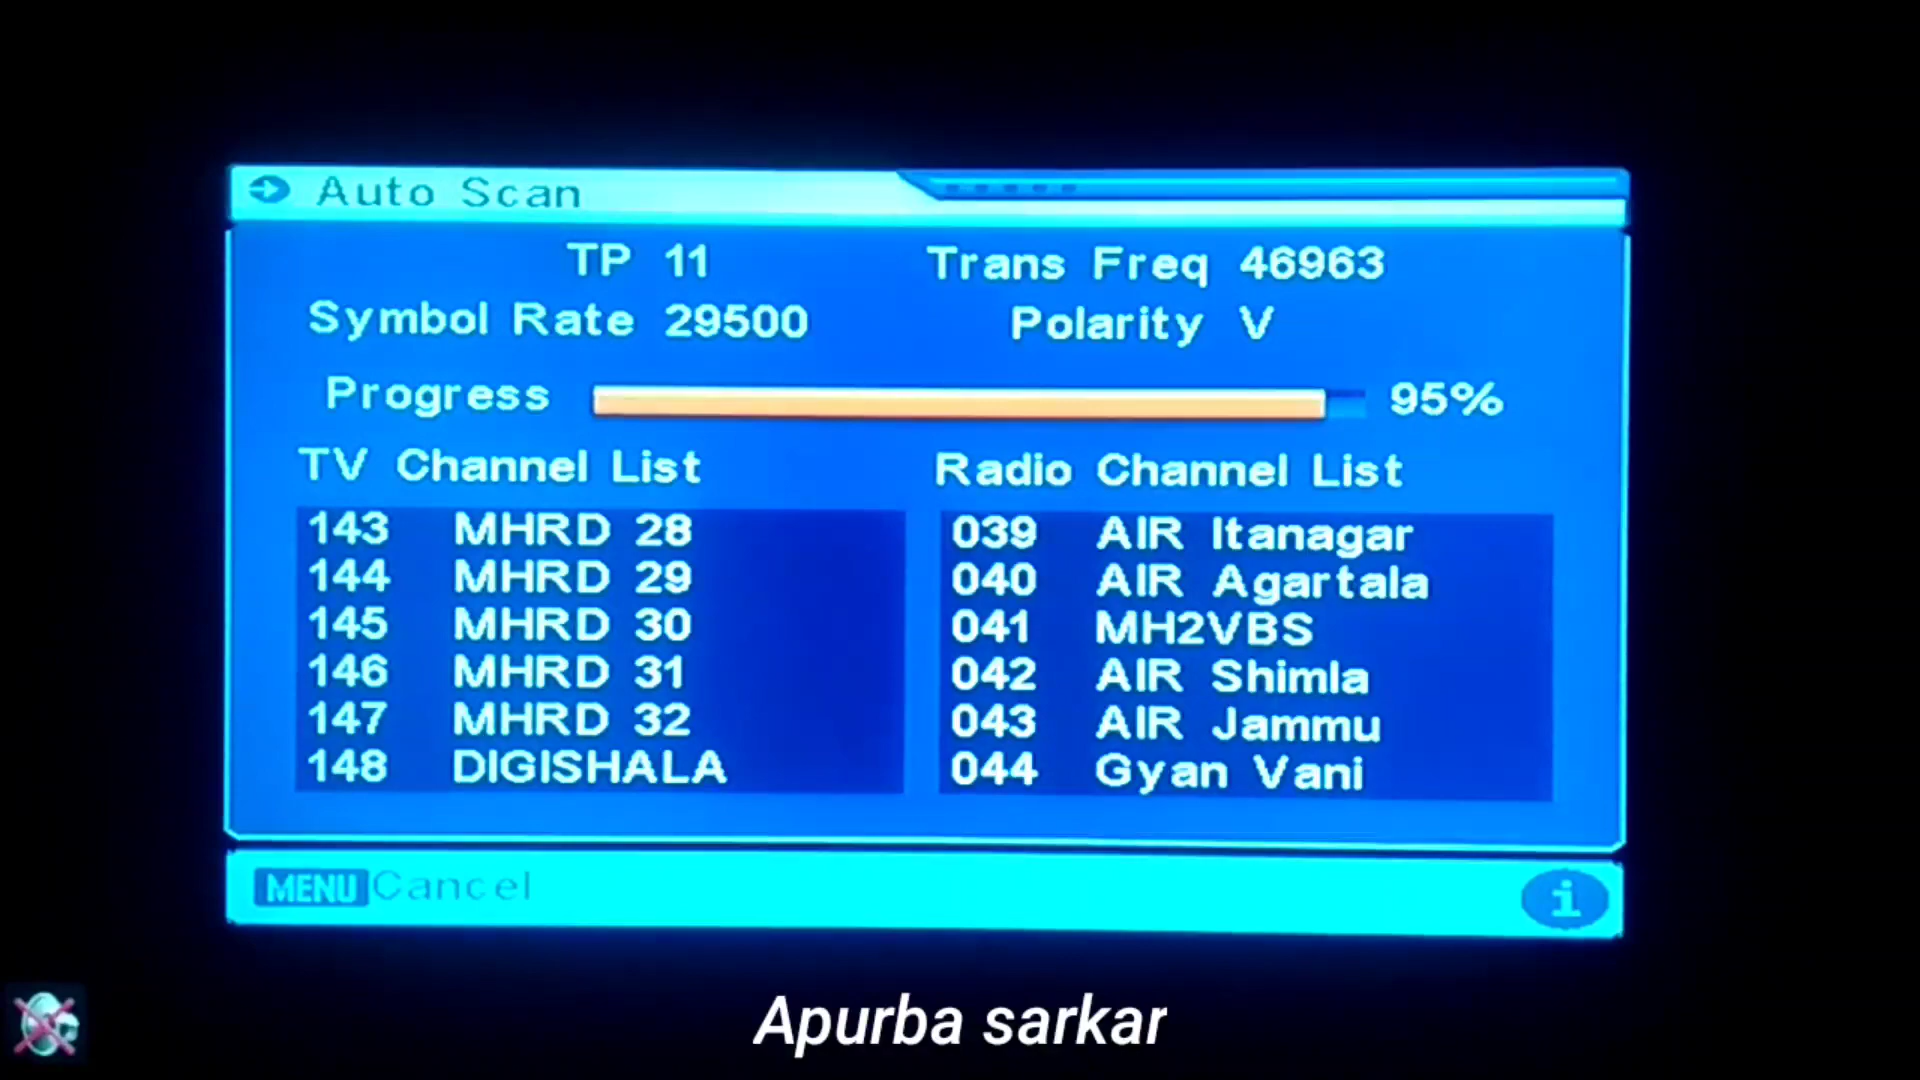 Auto Scan
TP 11 Trans Freq 46963
Symbol Rate 29500 Polarity V
Progress 95%
TV Channel List Radio Channel List
143 MHRD 28 039 AIR Itanagar
144 MHRD 29 040 AIR Agartala
145 MHRD 30 041 MH2VBS
146 MHRD 31 042 AIR Shimla
147 MHRD 32 043 AIR Jammu
148 DIGISHALA 044 Gyan Vani
MENU Cancel i
Apurba sarkar